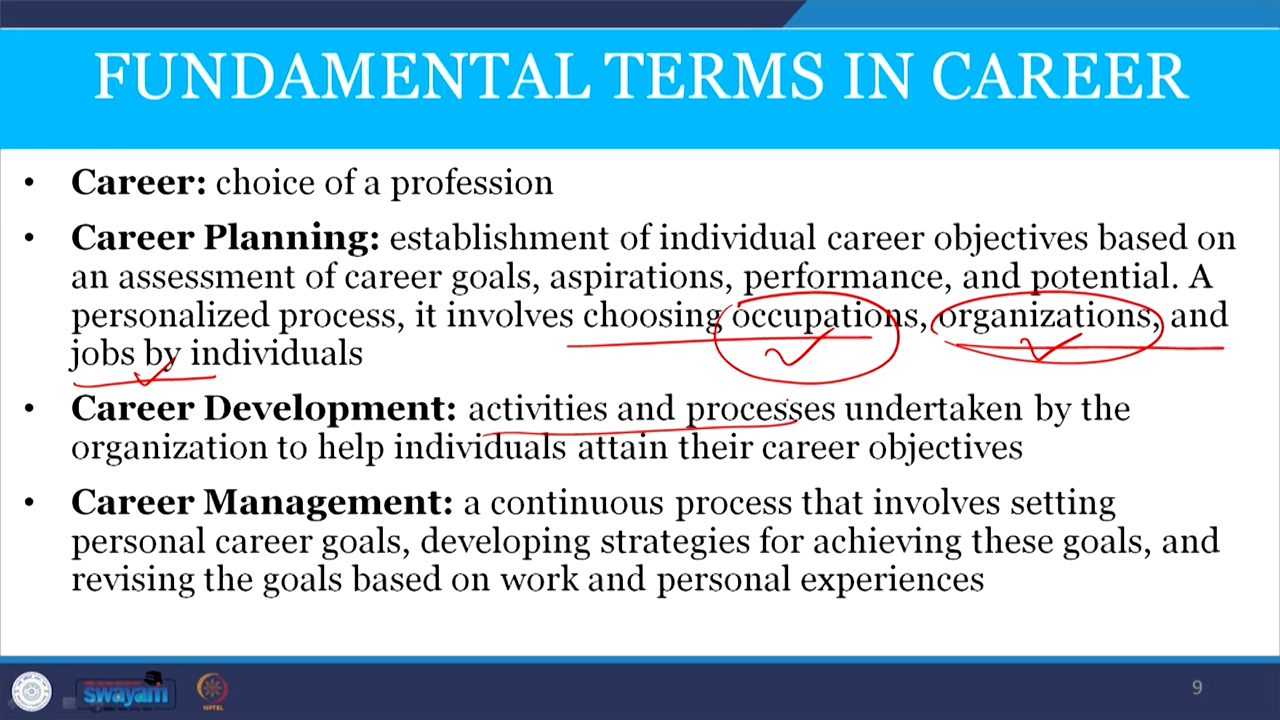 FUNDAMENTAL TERMS IN CAREER
• Career: choice of a profession
• Career Planning: establishment of individual career objectives based on
an assessment of career goals, aspirations, performance, and potential. A
personalized process, it involves choosing occupations, organizations, and
jobs by individuals
• Career Development: activities and processes undertaken by the
organization to help individuals attain their career objectives
• Career Management: a continuous process that involves setting
personal career goals, developing strategies for achieving these goals, and
revising the goals based on work and personal experiences
swayam
NPTEL
9